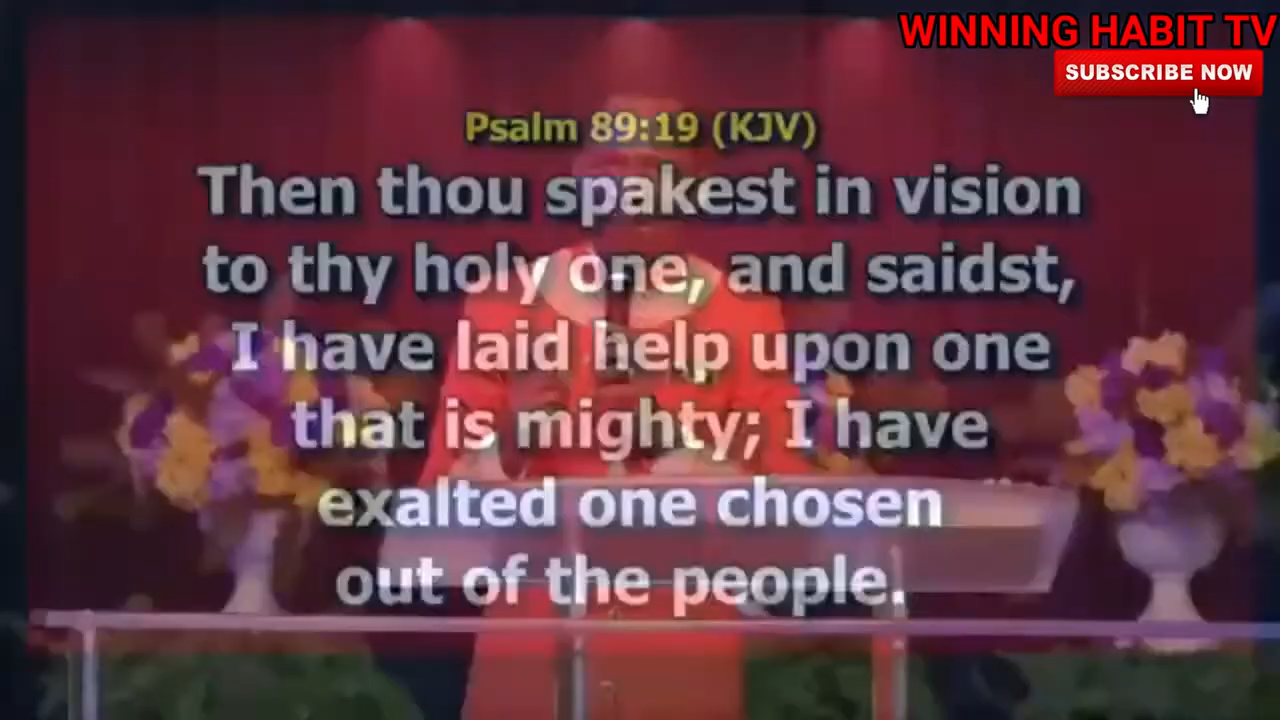 WINNING HABIT TV
SUBSCRIBE NOW
Psalm 89:19 (KJV)
Then thou spakest in vision
to thy holy one, and saidst,
I have laid help upon one
that is mighty; I have
exalted one chosen
out of the people.